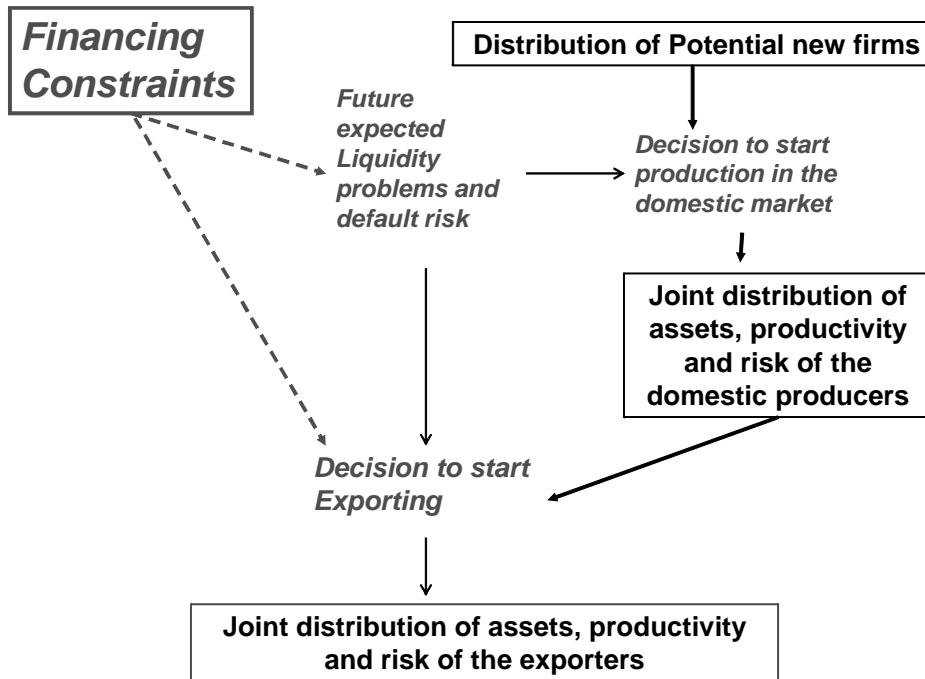 Financing
Constraints
Distribution of Potential new firms
Future
expected
Liquidity
problems and
default risk
Decision to start
production in the
domestic market
Joint distribution of
assets, productivity
and risk of the
domestic producers
Decision to start
Exporting
Joint distribution of assets, productivity
and risk of the exporters